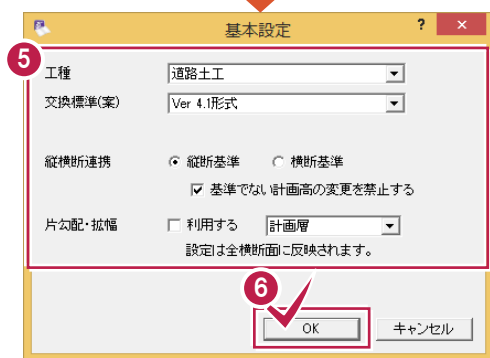 基本設定 ? ×
5
工種 道路土工
交換標準(案) Ver 4.1形式
縦横断連携 縦断基準 横断基準
基準でない計画高の変更を禁止する
片勾配・拡幅 利用する 計画層
設定は全横断面に反映されます。
6
OK キャンセル